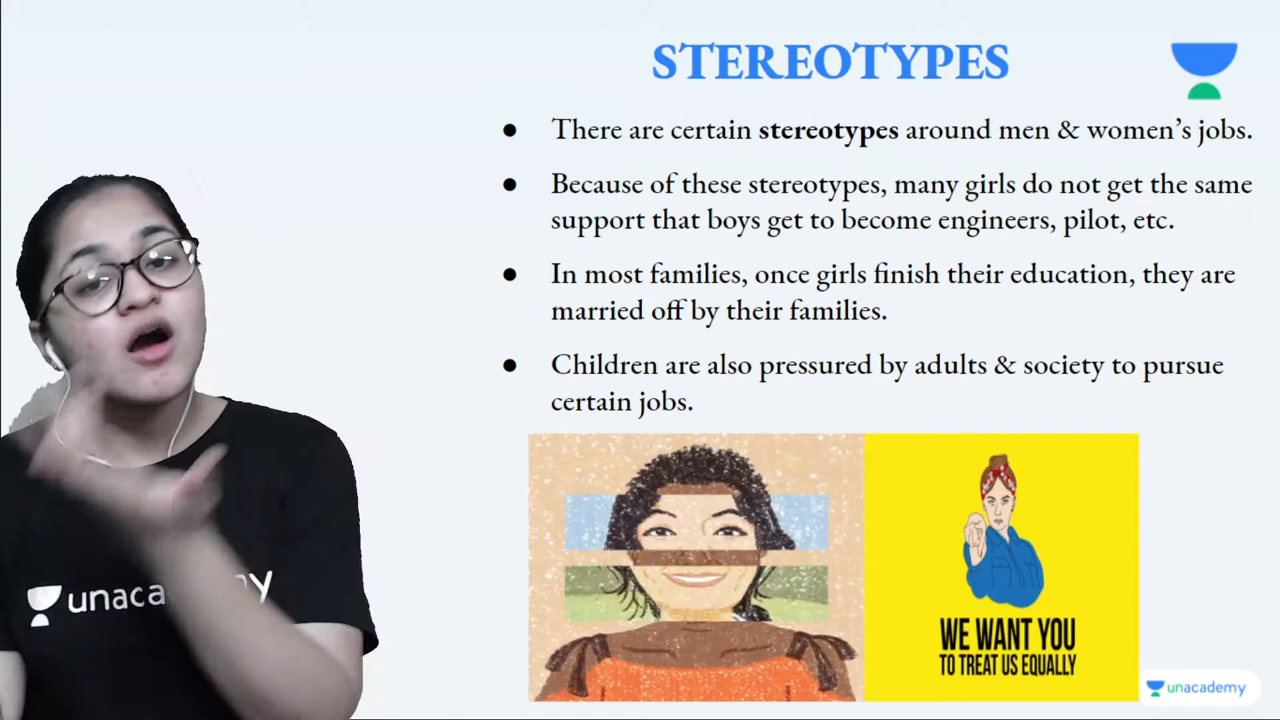 STEREOTYPES
● There are certain stereotypes around men & women’s jobs.
● Because of these stereotypes, many girls do not get the same
support that boys get to become engineers, pilot, etc.
● In most families, once girls finish their education, they are
married off by their families.
● Children are also pressured by adults & society to pursue
certain jobs.
unaca my
WE WANT YOU
TO TREAT US EQUALLY
unacademy